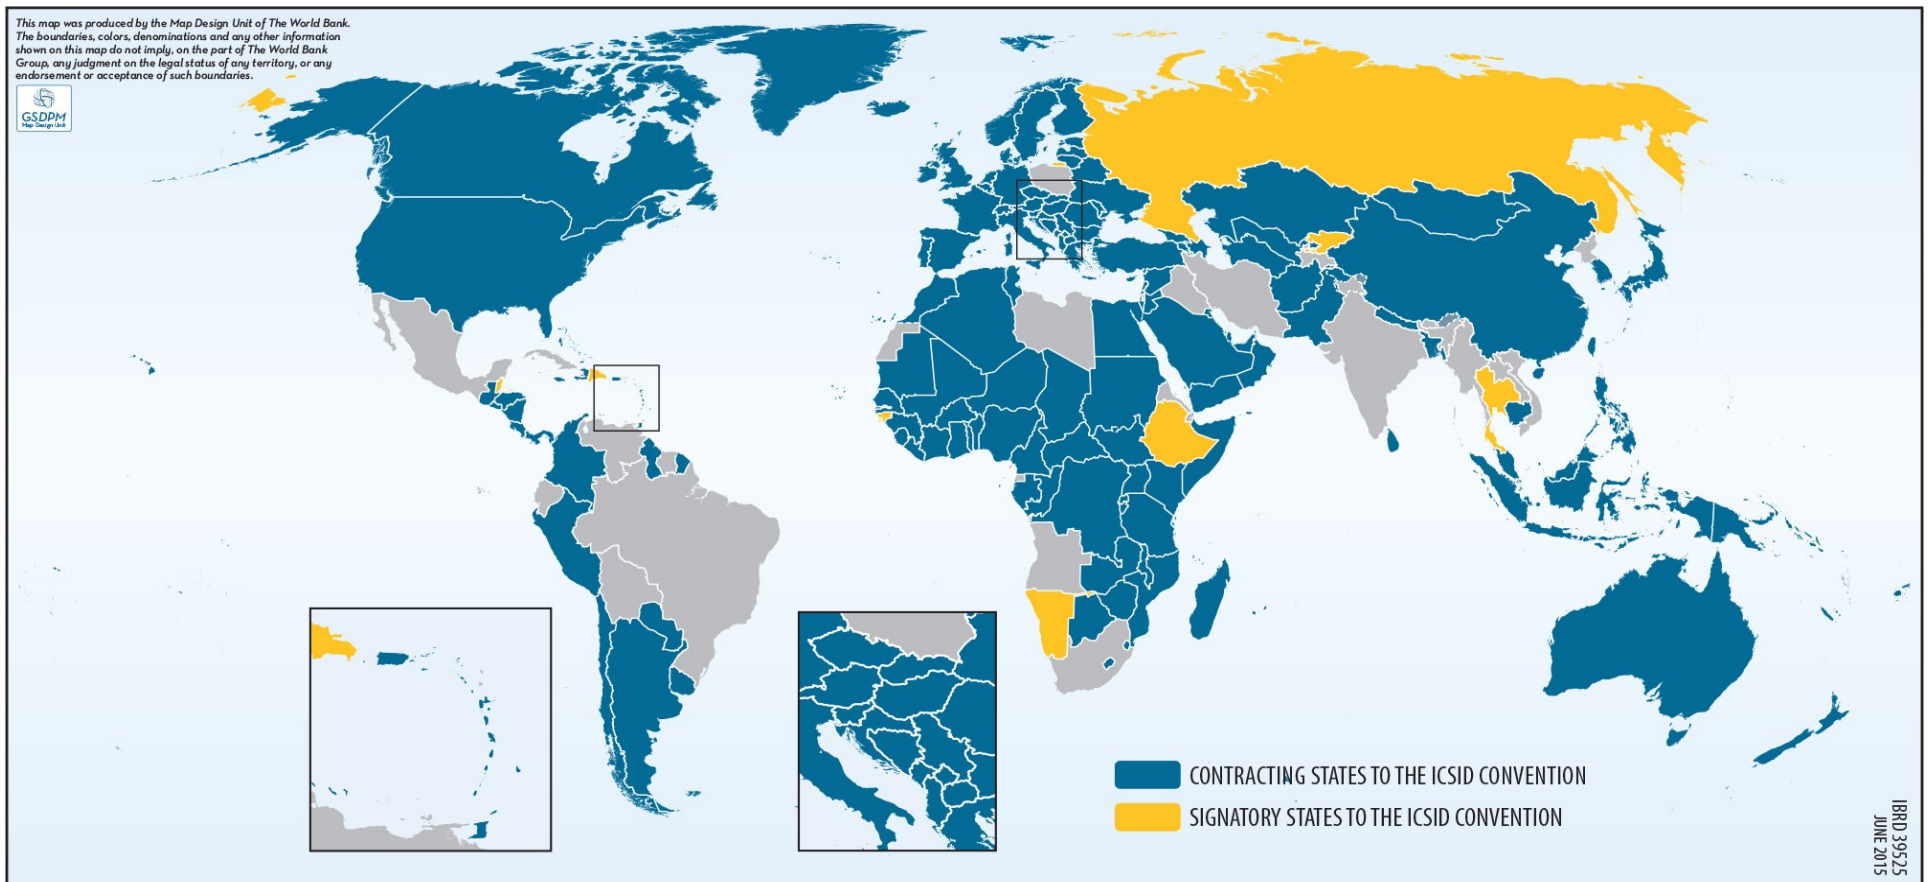 This map was produced by the Map Design Unit of The World Bank.
The boundaries, colors, denominations and any other information
shown on this map do not imply, on the part of The World Bank
Group, any judgment on the legal status of any territory, or any
endorsement or acceptance of such boundaries.
GSDPM
Map Design Unit
CONTRACTING STATES TO THE ICSID CONVENTION
SIGNATORY STATES TO THE ICSID CONVENTION
IBRD 39525
JUNE 2015